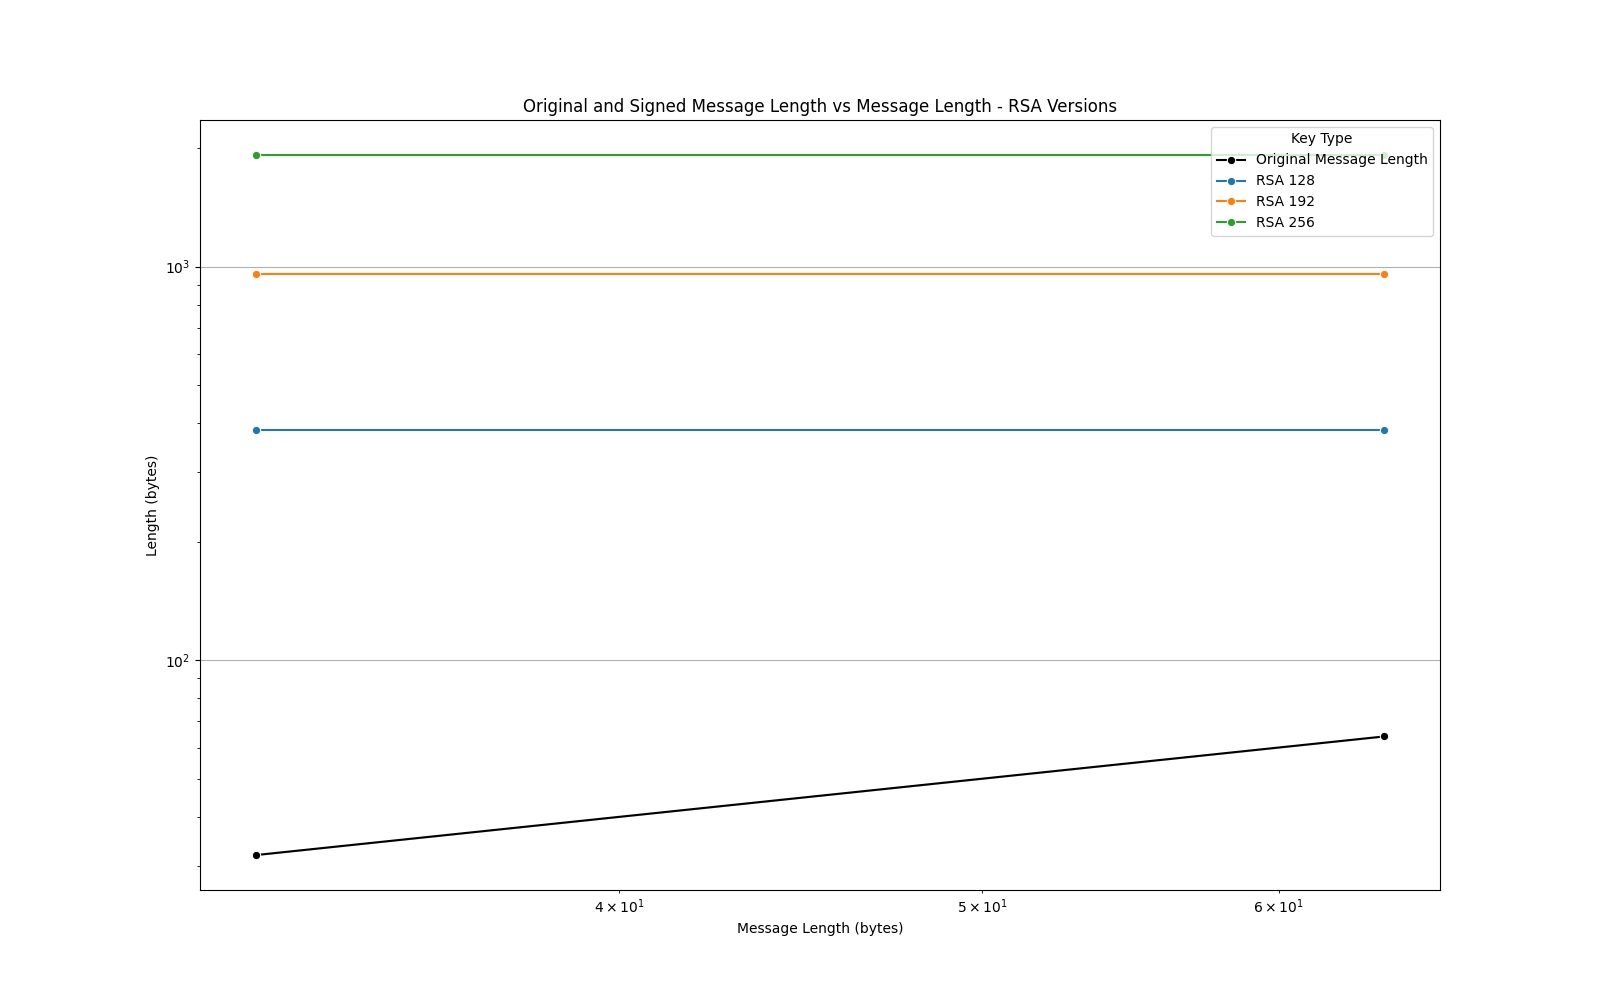 Original and Signed Message Length vs Message Length - RSA Versions
Key Type
Original Message Length
RSA 128
RSA 192
RSA 256
10³
10²
Length (bytes)
4 × 10¹
5 × 10¹
6 × 10¹
Message Length (bytes)